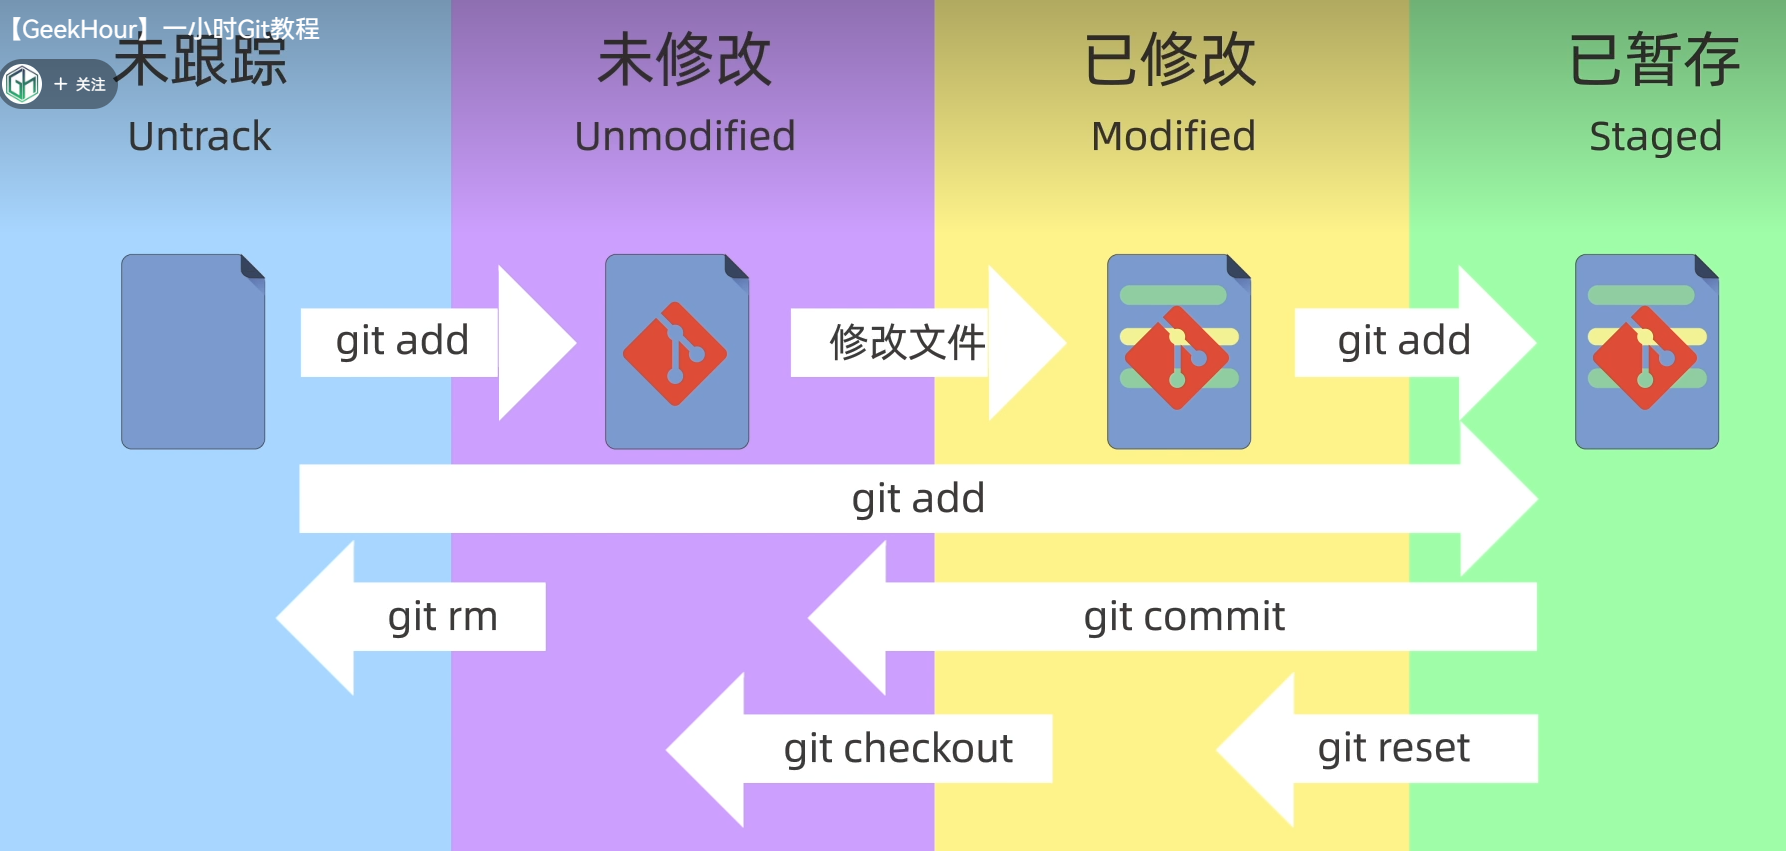 【GeekHour】一小时Git教程
+ 关注
未跟踪
未修改
已修改
已暂存
Untrack
Unmodified
Modified
Staged
git add
修改文件
git add
git add
git rm
git commit
git checkout
git reset